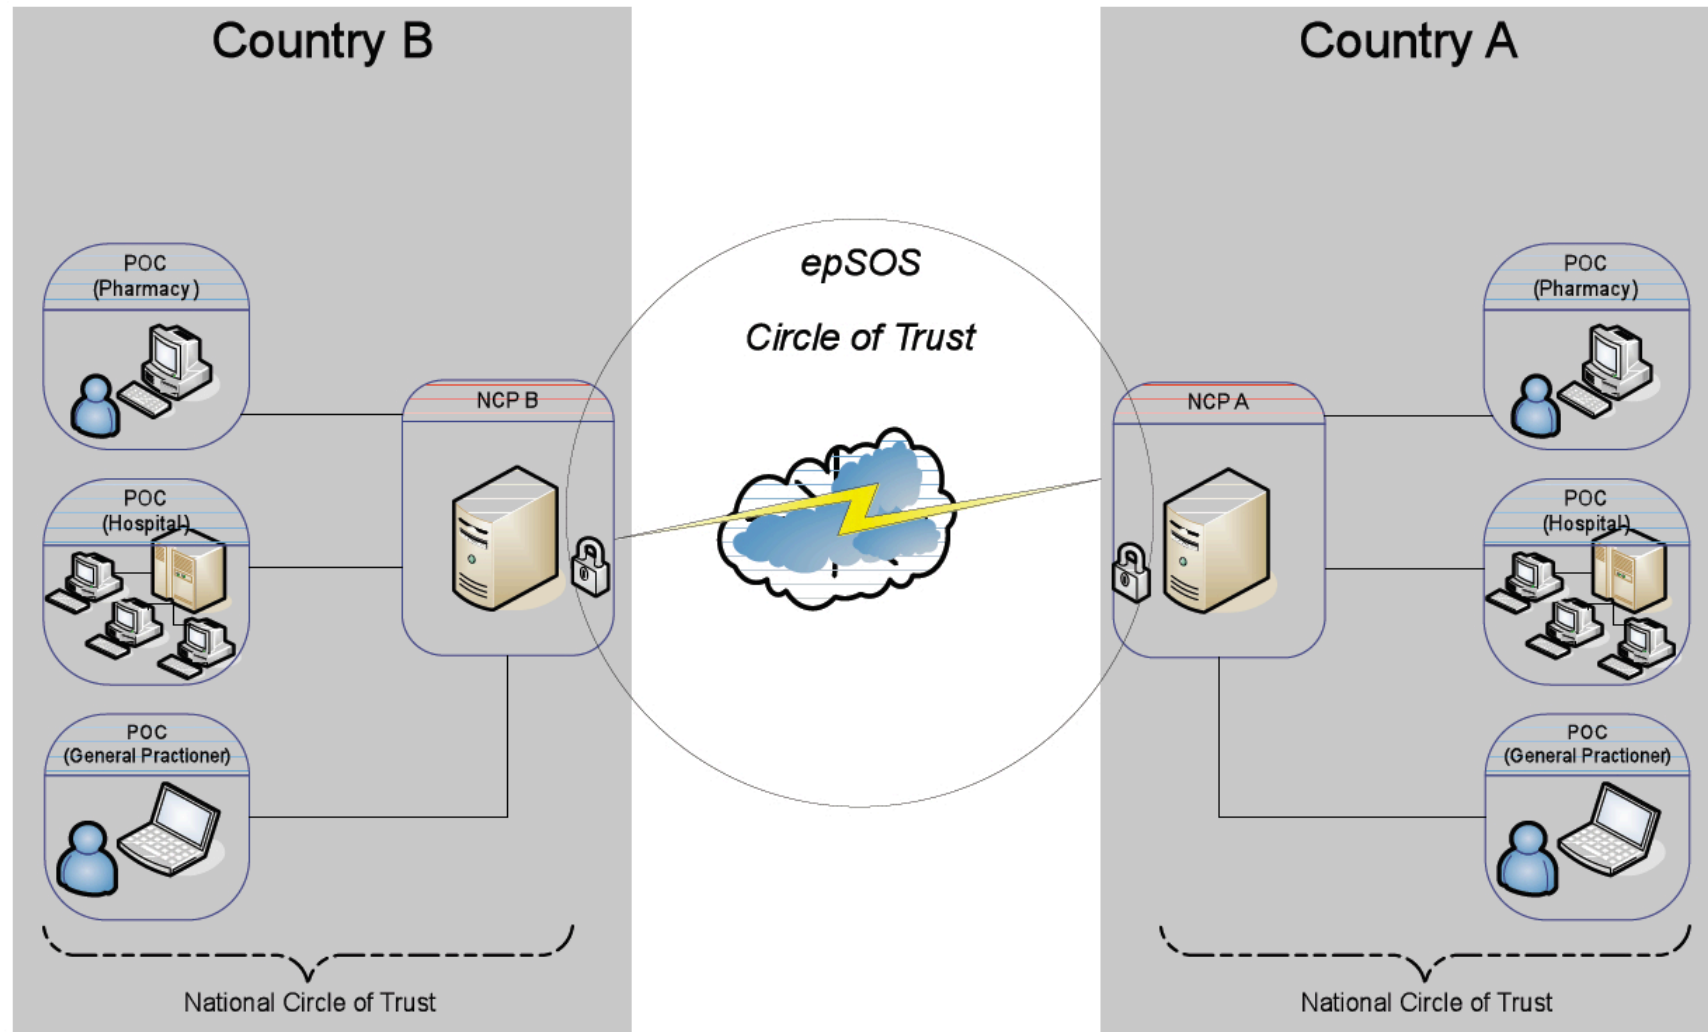 Country B
Country A
epSOS
Circle of Trust
POC
(Pharmacy)
NCP B
POC
(Hospital)
POC
(General Practioner)
National Circle of Trust
NCP A
POC
(Pharmacy)
POC
(Hospital)
POC
(General Practioner)
National Circle of Trust